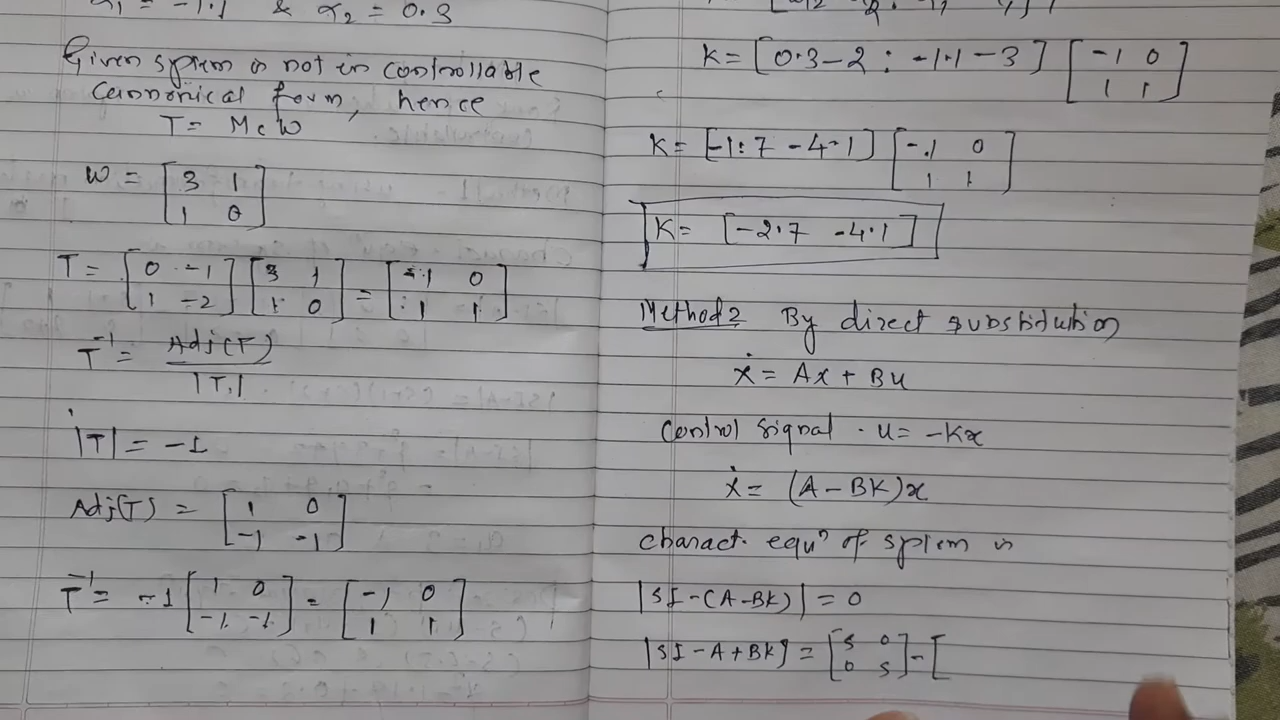 α₁ = -1.1 & α₂ = 0.3
Given system is not in controllable
Cannonical form, hence
T = Mc W
W = [3 1
1 0]
T = [0 -1 [3 1 = [-1 0
1 -2] 1 0] 1 1]
T⁻¹ = Adj(T)
|T|
|T| = -1
Adj(T) = [1 0
-1 -1]
T⁻¹ = -1 [1 0 = [-1 0
-1 -1] 1 1]
K = [0.3-2 : -1.1-3] [-1 0
1 1]
K = [-1.7 -4.1] [-1 0
1 1]
K = [-2.7 -4.1]
Method 2 By direct substitution
ẋ = Ax + Bu
Control signal . u = -Kx
ẋ = (A-BK)x
charact. equⁿ of system is
|SI-(A-BK)| = 0
|SI-A+BK| = [s 0 - [
0 s]